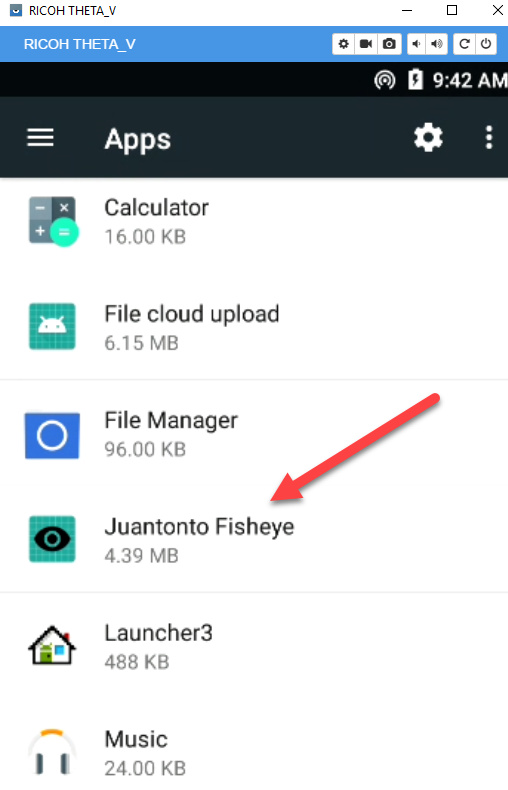 RICOH THETA_V
RICOH THETA_V
9:42 AM
Apps
Calculator
16.00 KB
File cloud upload
6.15 MB
File Manager
96.00 KB
Juantonto Fisheye
4.39 MB
Launcher3
488 KB
Music
24.00 KB